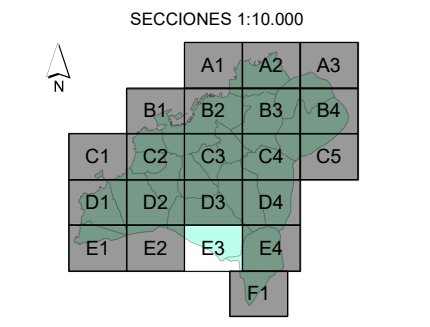 SECCIONES 1:10.000
N
A1 A2 A3
B1 B2 B3 B4
C1 C2 C3 C4 C5
D1 D2 D3 D4
E1 E2 E3 E4
F1